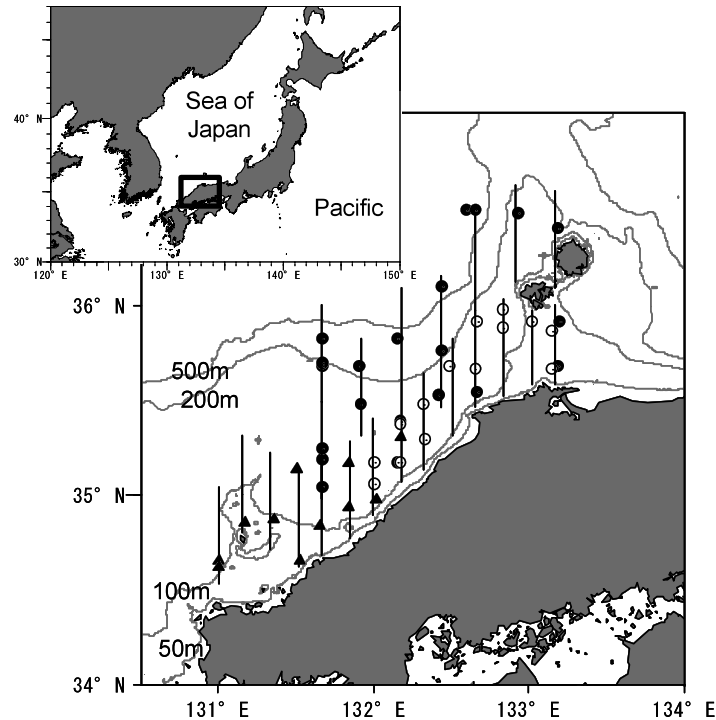 Sea of
Japan
Pacific
40° N
30° N
120° E
130° E
140° E
150° E
36° N
500m
200m
35° N
100m
50m
34° N
131° E
132° E
133° E
134° E